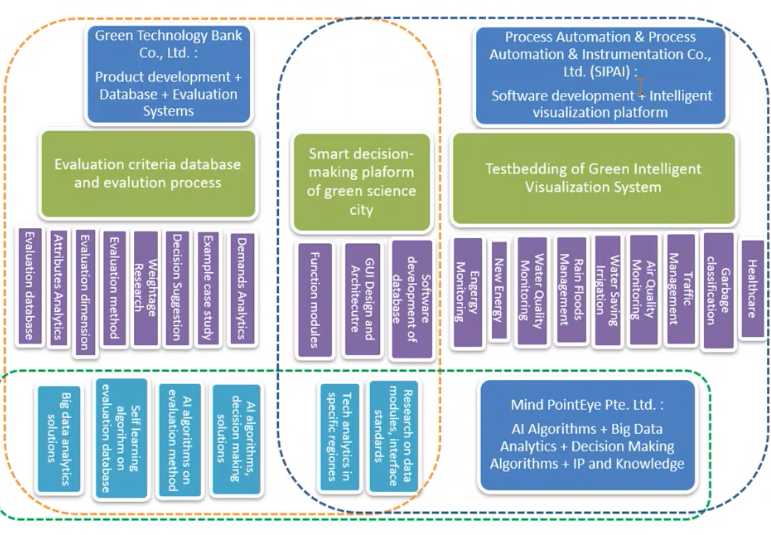 Green Technology Bank
Co., Ltd. :
Product development +
Database + Evaluation
Systems
Process Automation & Process
Automation & Instrumentation Co.,
Ltd. (SIPAI) :
Software development + Intelligent
visualization platform
Evaluation criteria database
and evalution process
Smart decision-
making plaform
of green science
city
Testbedding of Green Intelligent
Visualization System
Evaluation database
Attributes Analytics
Evaluation dimension
Evaluation method
Weightage
Research
Decision Suggestion
Example case study
Demands Analytics
Function modules
GUI Design and
Architecutre
Software
development of
database
Engergy
Monitoring
New Energy
Water Quality
Monitoring
Rain Floods
Management
Water Saving
Irrigation
Air Quality
Monitoring
Traffic
Management
Garbage
classification
Healthcare
Big data analytics
solutions
Self learning
algorihm on
evaluation database
AI algorithms on
evaluation method
AI algorithms,
decision making
solutions
Tech analytics in
specific regiones
Research on data
modules, interface
standards
Mind PointEye Pte. Ltd. :
AI Algorithms + Big Data
Analytics + Decision Making
Algorithms + IP and Knowledge